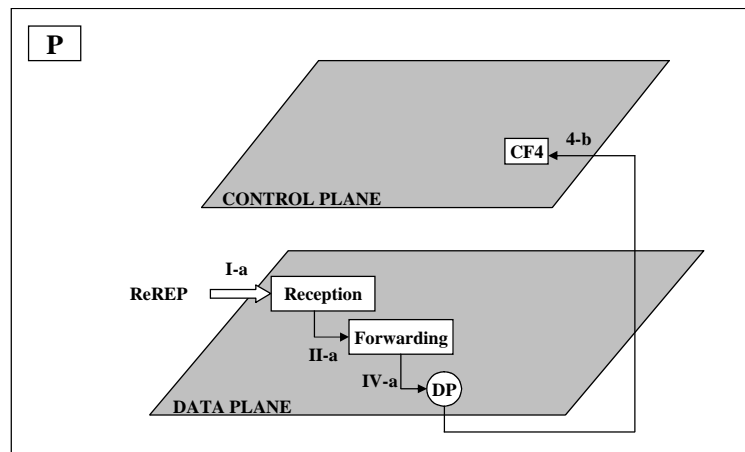 P
4-b
CF4
CONTROL PLANE
I-a
ReREP
Reception
Forwarding
II-a
IV-a
DP
DATA PLANE